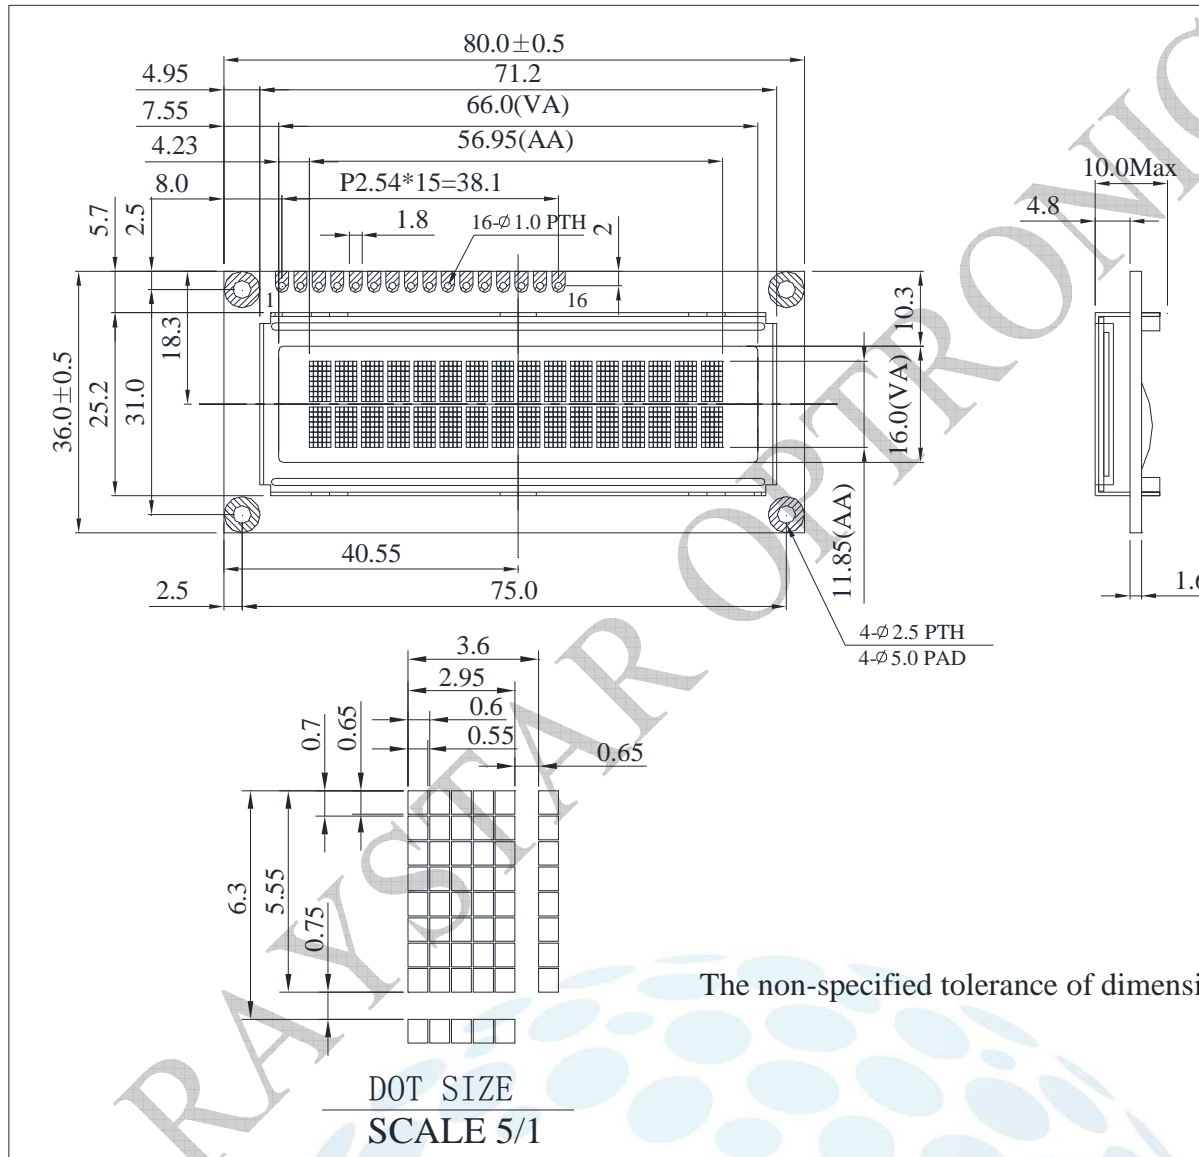 80.0±0.5
4.95
71.2
7.55
66.0(VA)
4.23
56.95(AA)
8.0
P2.54*15=38.1
10.0Max
5.7
2.5
1.8
16-⌀1.0 PTH
2
4.8
1
16
18.3
10.3
36.0±0.5
25.2
31.0
16.0(VA)
11.85(AA)
40.55
2.5
75.0
1.6
4-⌀2.5 PTH
4-⌀5.0 PAD
3.6
2.95
0.6
0.7
0.65
0.55
0.65
6.3
5.55
0.75
The non-specified tolerance of dimensi
DOT SIZE
SCALE 5/1
RAYSTAR OPTRONIC